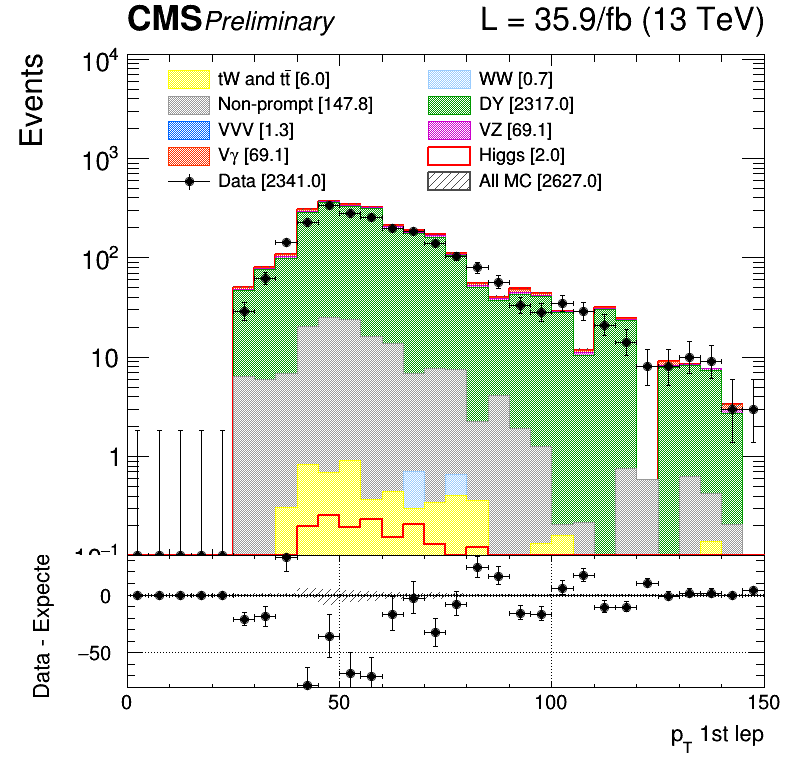 CMS Preliminary L = 35.9/fb (13 TeV)
Events
10⁴
10³
10²
10
1
10⁻¹
tW and tt̄ [6.0]
Non-prompt [147.8]
VVV [1.3]
Vγ [69.1]
Data [2341.0]
WW [0.7]
DY [2317.0]
VZ [69.1]
Higgs [2.0]
All MC [2627.0]
Data - Expecte
0
−50
0 50 100 150
p_T 1st lep